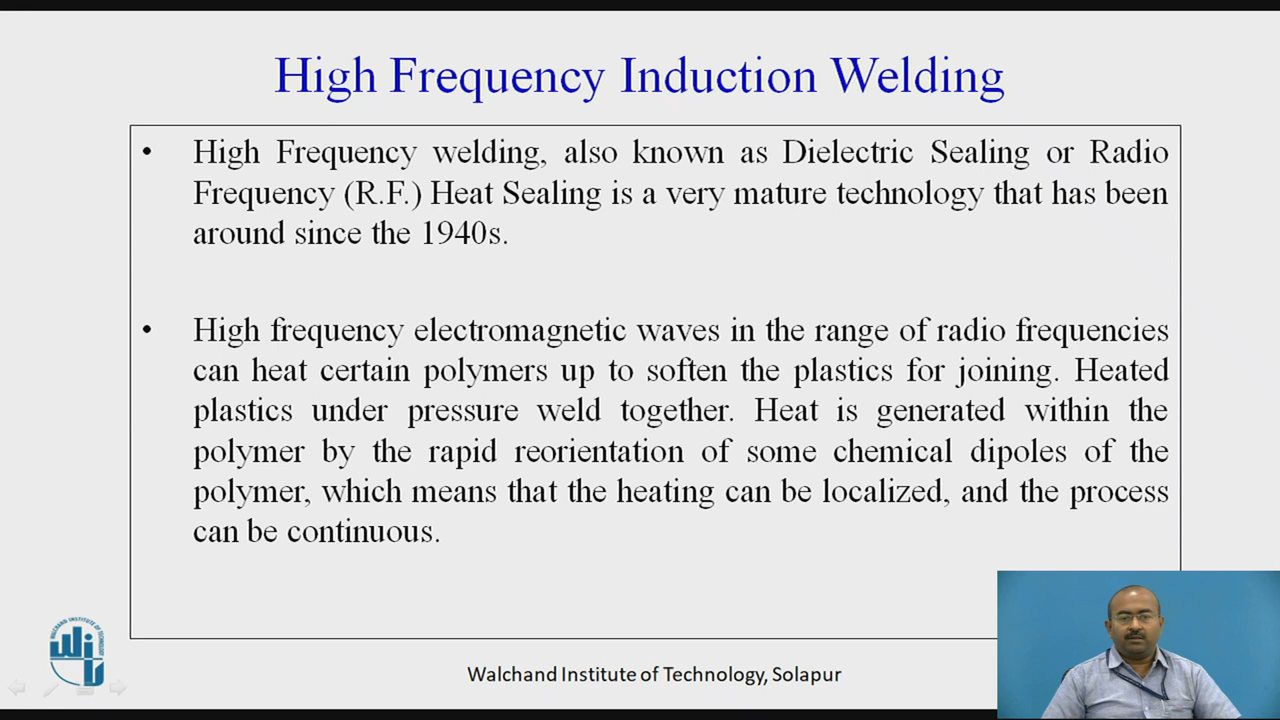 High Frequency Induction Welding
• High Frequency welding, also known as Dielectric Sealing or Radio
Frequency (R.F.) Heat Sealing is a very mature technology that has been
around since the 1940s.
• High frequency electromagnetic waves in the range of radio frequencies
can heat certain polymers up to soften the plastics for joining. Heated
plastics under pressure weld together. Heat is generated within the
polymer by the rapid reorientation of some chemical dipoles of the
polymer, which means that the heating can be localized, and the process
can be continuous.
WALCHAND INSTITUTE OF TECHNOLOGY
Walchand Institute of Technology, Solapur